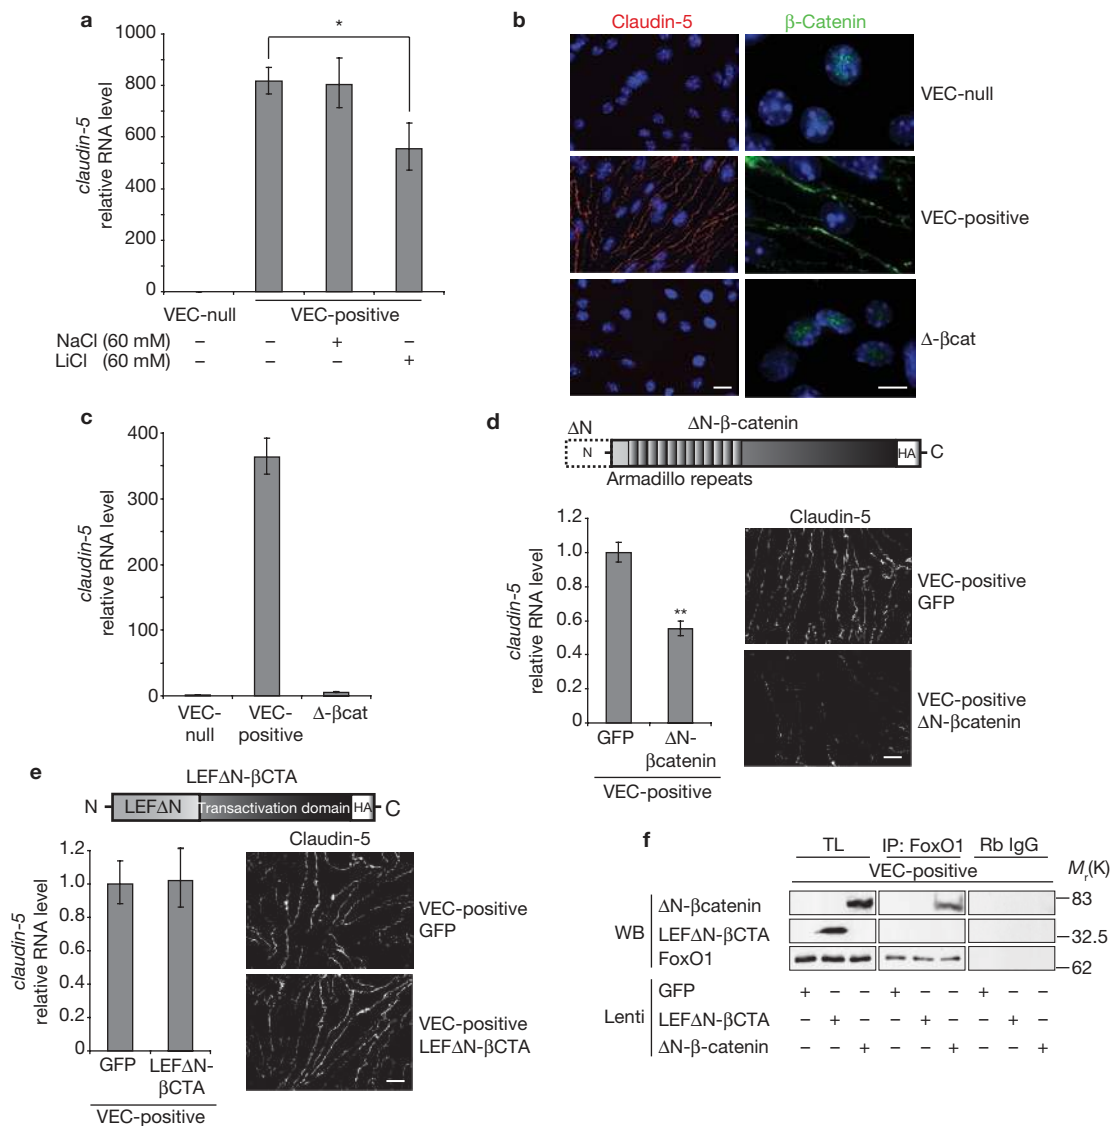 a
*
1000
800
600
400
200
0
claudin-5
relative RNA level
VEC-null
VEC-positive
NaCl (60 mM) – – + –
LiCl (60 mM) – – – +
b
Claudin-5
β-Catenin
VEC-null
VEC-positive
Δ-βcat
c
400
300
200
100
0
claudin-5
relative RNA level
VEC-
null
VEC-
positive
Δ-βcat
d
ΔN
ΔN-β-catenin
N
HA
C
Armadillo repeats
1.2
1.0
0.8
0.6
0.4
0.2
0
claudin-5
relative RNA level
**
GFP
ΔN-
βcatenin
VEC-positive
Claudin-5
VEC-positive
GFP
VEC-positive
ΔN-βcatenin
e
LEFΔN-βCTA
N
LEFΔN
Transactivation domain
HA
C
1.2
1.0
0.8
0.6
0.4
0.2
0
claudin-5
relative RNA level
GFP
LEFΔN-
βCTA
VEC-positive
Claudin-5
VEC-positive
GFP
VEC-positive
LEFΔN-βCTA
f
TL IP: FoxO1 Rb IgG
VEC-positive
Mr(K)
WB
ΔN-βcatenin
83
LEFΔN-βCTA
32.5
FoxO1
62
Lenti
GFP + – – + – – + – –
LEFΔN-βCTA – + – – + – – + –
ΔN-β-catenin – – + – – + – – +